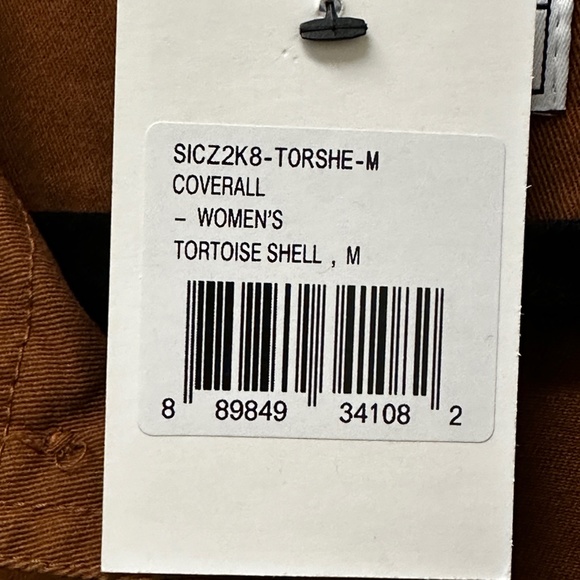 SICZ2K8-TORSHE-M
COVERALL
- WOMEN'S
TORTOISE SHELL , M
8 89849 34108 2